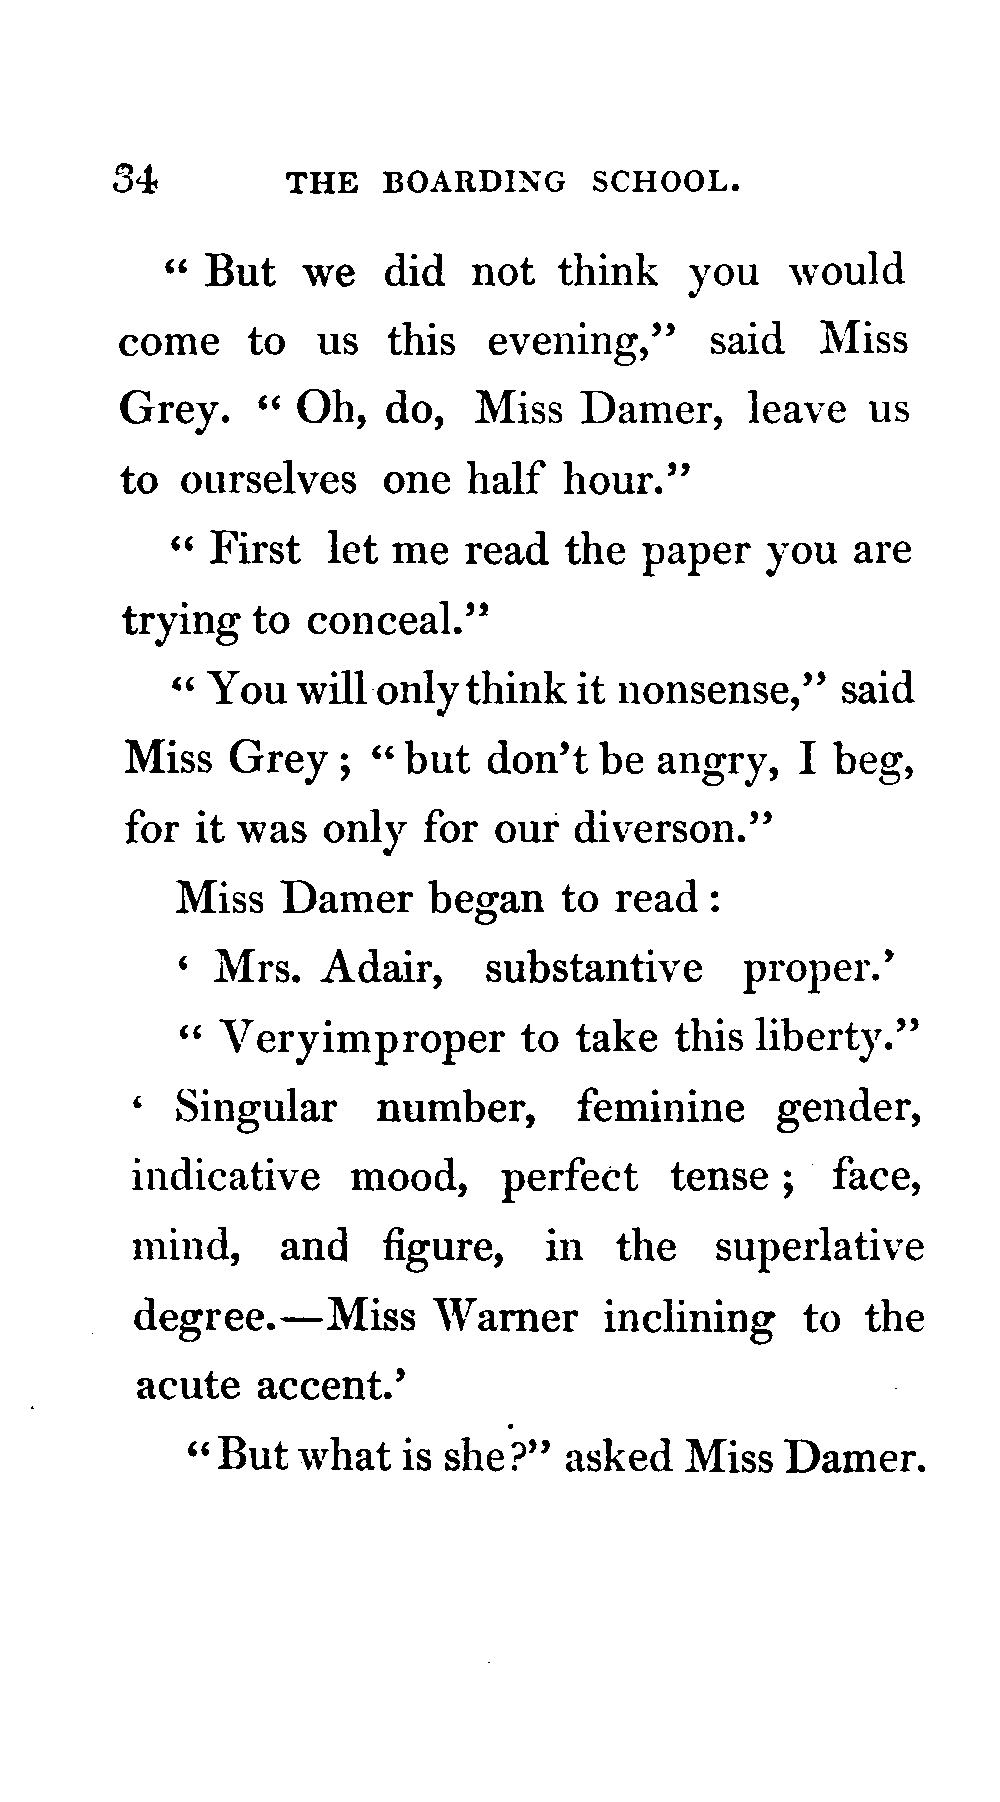 34 THE BOARDING SCHOOL.
“ But we did not think you would
come to us this evening,” said Miss
Grey. “ Oh, do, Miss Damer, leave us
to ourselves one half hour.”
“ First let me read the paper you are
trying to conceal.”
“ You will only think it nonsense,” said
Miss Grey ; “ but don’t be angry, I beg,
for it was only for our diverson.”
Miss Damer began to read :
‘ Mrs. Adair, substantive proper.’
“ Veryimproper to take this liberty.”
‘ Singular number, feminine gender,
indicative mood, perfect tense ; face,
mind, and figure, in the superlative
degree.—Miss Warner inclining to the
acute accent.’
“ But what is she?” asked Miss Damer.